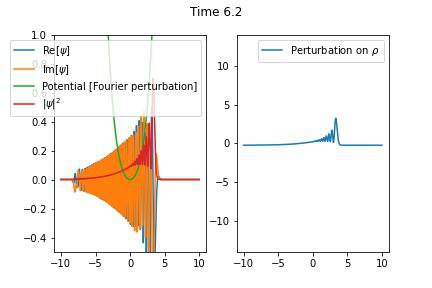 Time 6.2
Re[ψ]
Im[ψ]
Potential [Fourier perturbation]
|ψ|²
1.0
0.8
0.6
0.4
0.2
0.0
−0.2
−0.4
−10 −5 0 5 10
Perturbation on ρ
10
5
0
−5
−10
−10 −5 0 5 10